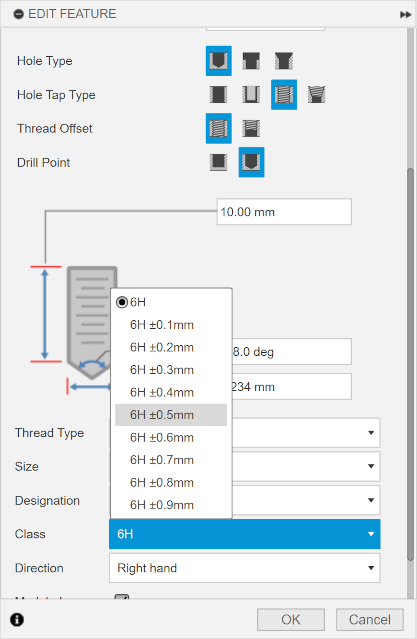 EDIT FEATURE
Hole Type
Hole Tap Type
Thread Offset
Drill Point
10.00 mm
6H
6H ±0.1mm
6H ±0.2mm
8.0 deg
6H ±0.3mm
234 mm
6H ±0.4mm
6H ±0.5mm
Thread Type
6H ±0.6mm
Size
6H ±0.7mm
6H ±0.8mm
Designation
6H ±0.9mm
Class
6H
Direction
Right hand
OK
Cancel